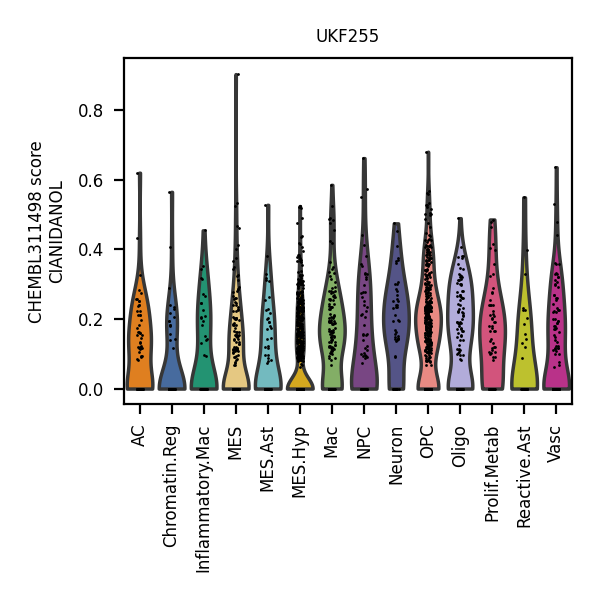 UKF255
CHEMBL311498 score
CIANIDANOL
0.8
0.6
0.4
0.2
0.0
AC
Chromatin.Reg
Inflammatory.Mac
MES
MES.Ast
MES.Hyp
Mac
NPC
Neuron
OPC
Oligo
Prolif.Metab
Reactive.Ast
Vasc